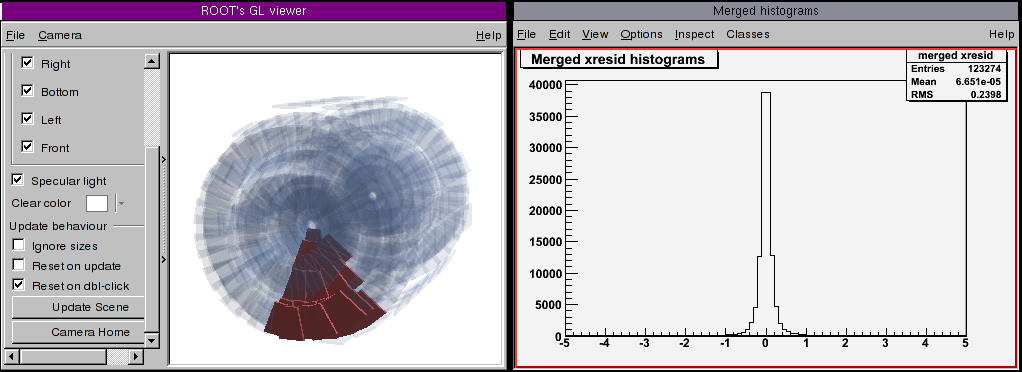 ROOT's GL viewer
File Camera Help
Right
Bottom
Left
Front
Specular light
Clear color
Update behaviour
Ignore sizes
Reset on update
Reset on dbl-click
Update Scene
Camera Home
Merged histograms
File Edit View Options Inspect Classes Help
Merged xresid histograms
merged xresid
Entries 123274
Mean 6.651e-05
RMS 0.2398
40000
35000
30000
25000
20000
15000
10000
5000
0
-5 -4 -3 -2 -1 0 1 2 3 4 5